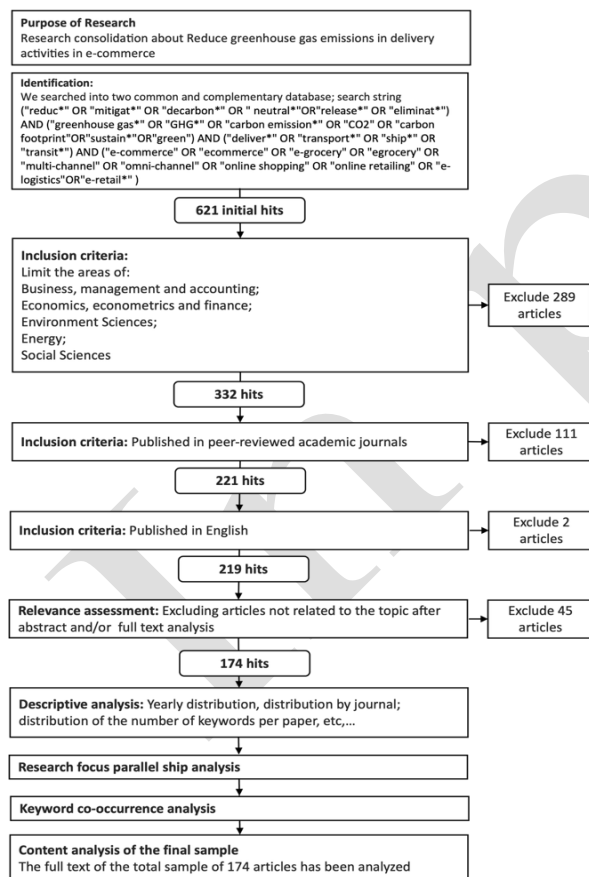 Purpose of Research
Research consolidation about Reduce greenhouse gas emissions in delivery
activities in e-commerce
Identification:
We searched into two common and complementary database; search string
("reduc*" OR "mitigat*" OR "decarbon*" OR " neutral*"OR"release*" OR "eliminat*")
AND ("greenhouse gas*" OR "GHG*" OR "carbon emission*" OR "CO2" OR "carbon
footprint"OR"sustain*"OR"green") AND ("deliver*" OR "transport*" OR "ship*" OR
"transit*") AND ("e-commerce" OR "ecommerce" OR "e-grocery" OR "egrocery" OR
"multi-channel" OR "omni-channel" OR "online shopping" OR "online retailing" OR "e-
logistics"OR"e-retail*" )
621 initial hits
Inclusion criteria:
Limit the areas of:
Business, management and accounting;
Economics, econometrics and finance;
Environment Sciences;
Energy;
Social Sciences
Exclude 289
articles
332 hits
Inclusion criteria: Published in peer-reviewed academic journals
Exclude 111
articles
221 hits
Inclusion criteria: Published in English
Exclude 2
articles
219 hits
Relevance assessment: Excluding articles not related to the topic after
abstract and/or full text analysis
Exclude 45
articles
174 hits
Descriptive analysis: Yearly distribution, distribution by journal;
distribution of the number of keywords per paper, etc,...
Research focus parallel ship analysis
Keyword co-occurrence analysis
Content analysis of the final sample
The full text of the total sample of 174 articles has been analyzed